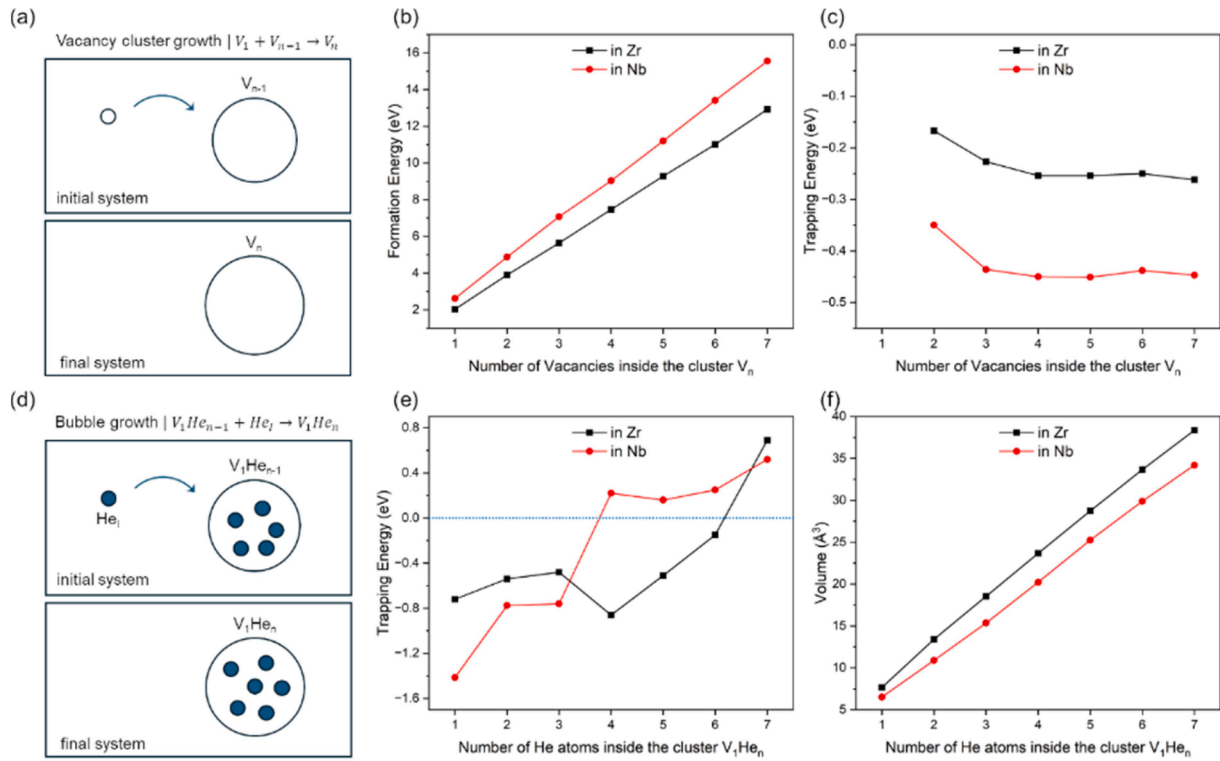 (a)
Vacancy cluster growth | V₁ + Vₙ₋₁ → Vₙ
Vₙ₋₁
initial system
Vₙ
final system
(b)
in Zr
in Nb
16
14
12
10
8
6
4
2
Formation Energy (eV)
1 2 3 4 5 6 7
Number of Vacancies inside the cluster Vₙ
(c)
in Zr
in Nb
0.0
−0.1
−0.2
−0.3
−0.4
−0.5
Trapping Energy (eV)
1 2 3 4 5 6 7
Number of Vacancies inside the cluster Vₙ
(d)
Bubble growth | V₁Heₙ₋₁ + Heᵢ → V₁Heₙ
V₁Heₙ₋₁
Heᵢ
initial system
V₁Heₙ
final system
(e)
in Zr
in Nb
0.8
0.4
0.0
−0.4
−0.8
−1.2
−1.6
Trapping Energy (eV)
1 2 3 4 5 6 7
Number of He atoms inside the cluster V₁Heₙ
(f)
in Zr
in Nb
40
35
30
25
20
15
10
5
Volume (Å³)
1 2 3 4 5 6 7
Number of He atoms inside the cluster V₁Heₙ